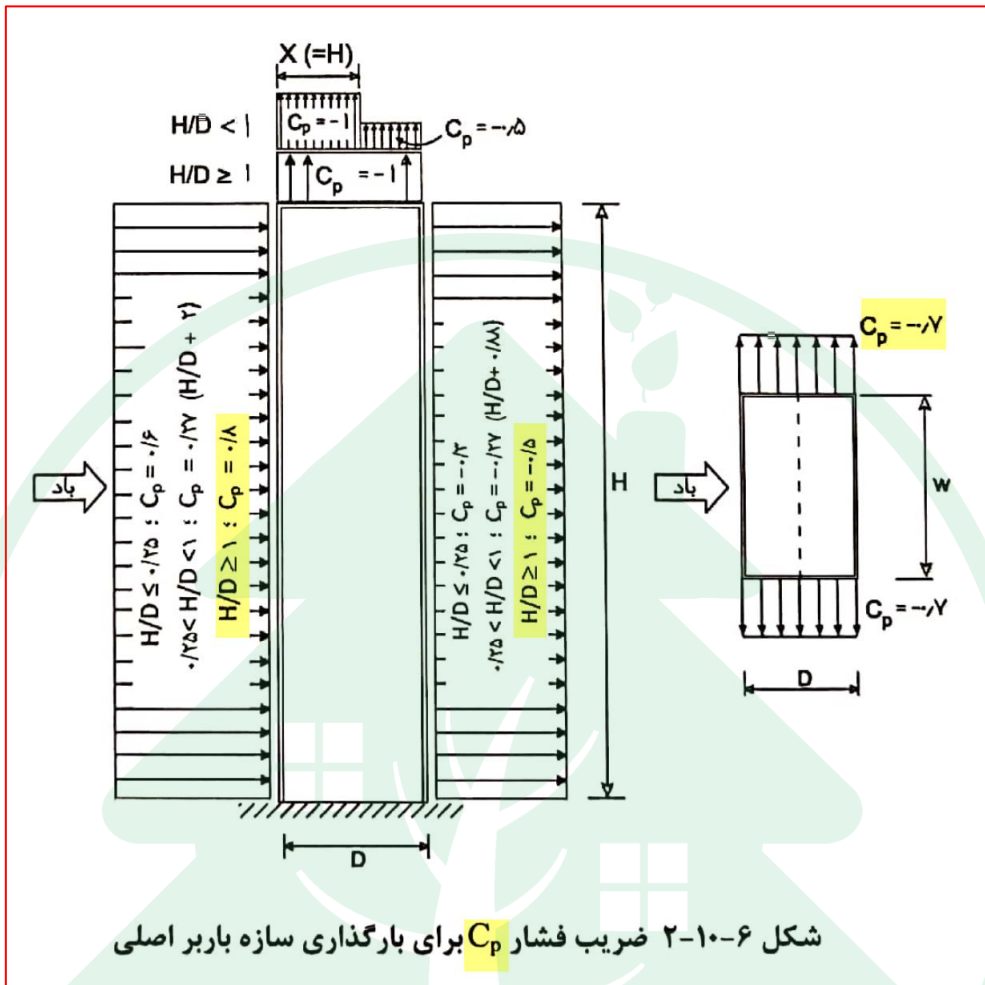 X (=H)
H/D < ۱
Cp = -۱
Cp = -۰٫۵
H/D ≥ ۱
Cp = -۱
باد
H/D ≤ ۰/۲۵ ؛ Cp = ۰/۶
۰/۲۵< H/D <۱ ؛ Cp = ۰/۲۷ (H/D + ۲)
H/D ≥ ۱ ؛ Cp = ۰/۸
H/D ≤ ۰/۲۵ ؛ Cp = -۰/۳
۰/۲۵ < H/D <۱ ؛ Cp = -۰/۲۷ (H/D+ ۰/۸۸)
H/D ≥ ۱ ؛ Cp = -۰/۵
H
D
باد
Cp = -۰٫۷
w
Cp = -۰٫۷
D
شکل ۶-۱۰-۲ ضریب فشار Cp برای بارگذاری سازه باربر اصلی